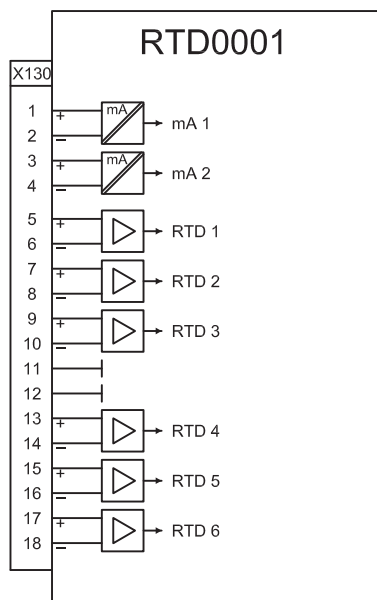 RTD0001
X130
1 + mA
mA 1
2 −
3 + mA
mA 2
4 −
5 +
RTD 1
6 −
7 +
RTD 2
8 −
9 +
RTD 3
10 −
11
12
13 +
RTD 4
14 −
15 +
RTD 5
16 −
17 +
RTD 6
18 −